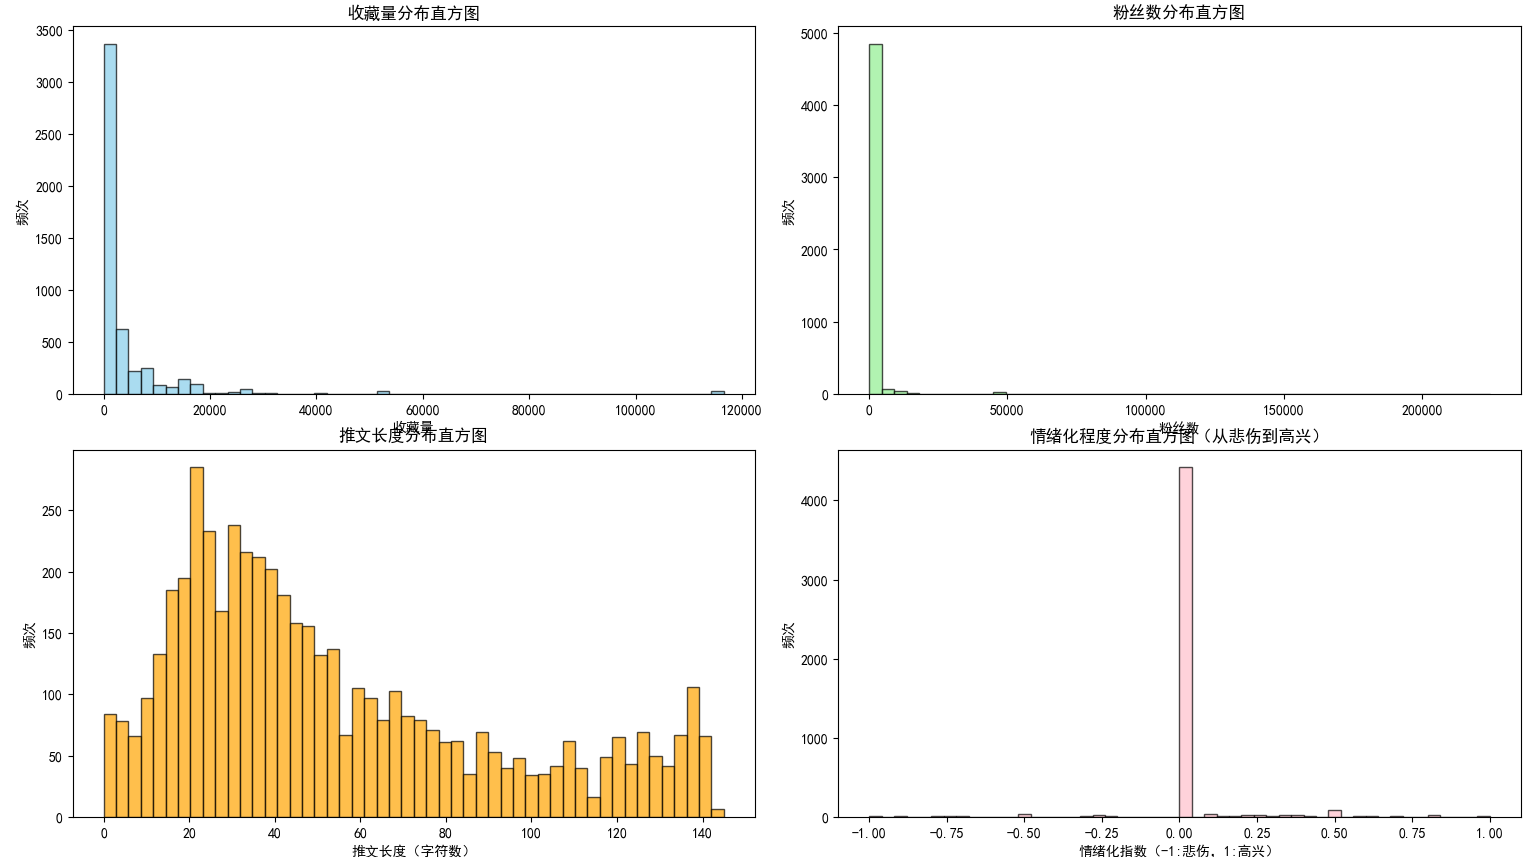 收藏量分布直方图
3500
3000
2500
2000
1500
1000
500
0
频次
0 20000 40000 60000 80000 100000 120000
收藏量
粉丝数分布直方图
5000
4000
3000
2000
1000
0
频次
0 50000 100000 150000 200000
粉丝数
推文长度分布直方图
250
200
150
100
50
0
频次
0 20 40 60 80 100 120 140
推文长度（字符数）
情绪化程度分布直方图（从悲伤到高兴）
4000
3000
2000
1000
0
频次
-1.00 -0.75 -0.50 -0.25 0.00 0.25 0.50 0.75 1.00
情绪化指数（-1:悲伤，1:高兴）